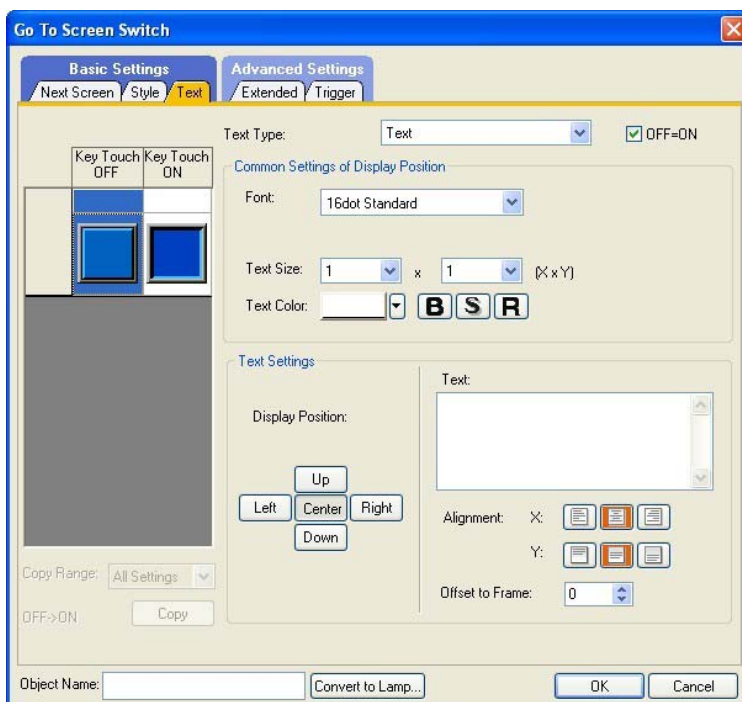 Go To Screen Switch
Basic Settings
Advanced Settings
Next Screen Style Text
Extended Trigger
Text Type: Text OFF=ON
Key Touch OFF
Key Touch ON
Common Settings of Display Position
Font: 16dot Standard
Text Size: 1 x 1 (X x Y)
Text Color: B S R
Text Settings
Text:
Display Position:
Up
Left Center Right
Down
Alignment: X:
Y:
Offset to Frame: 0
Copy Range: All Settings
OFF->ON Copy
Object Name: Convert to Lamp... OK Cancel